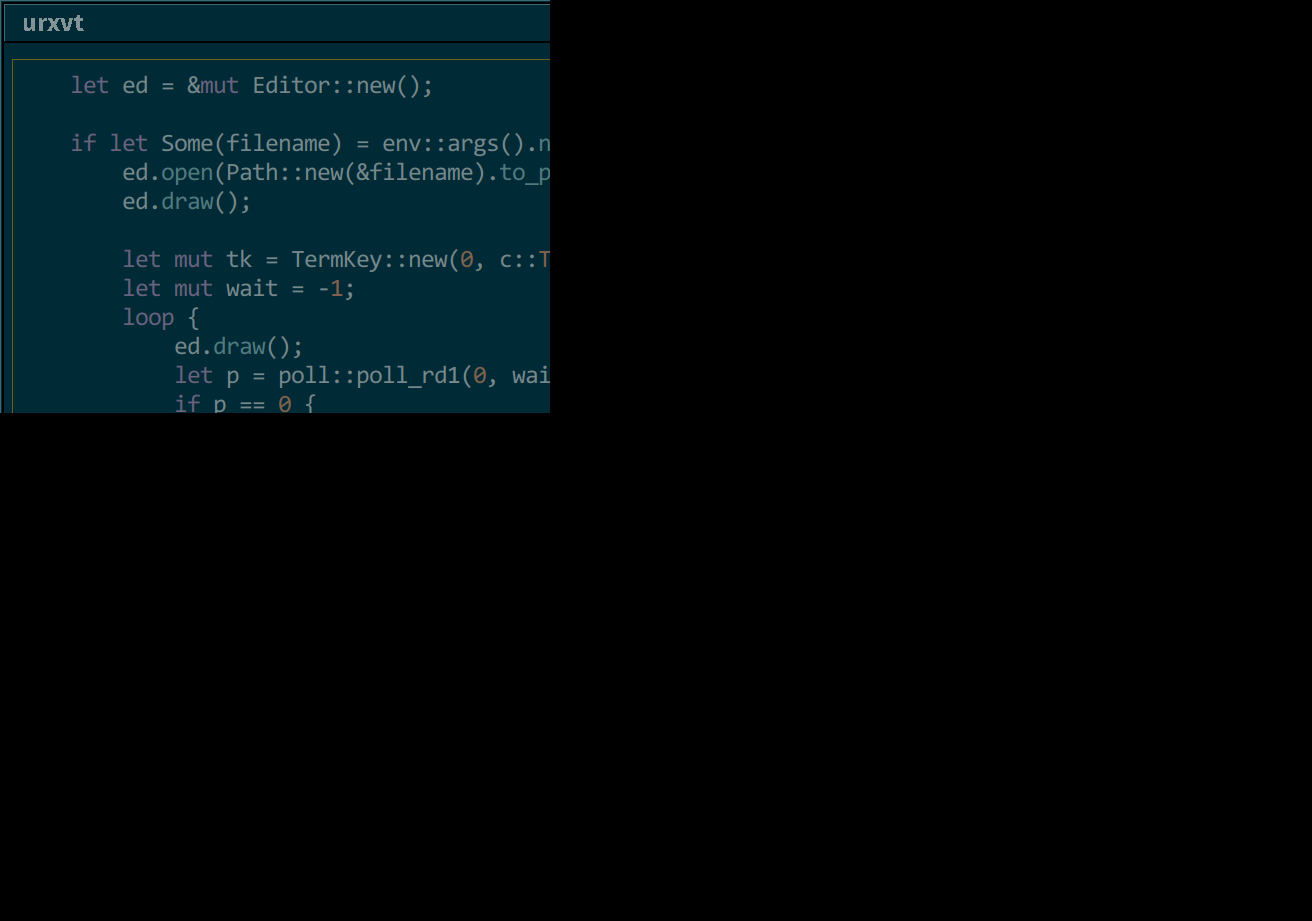 urxvt
let ed = &mut Editor::new();
if let Some(filename) = env::args().n
ed.open(Path::new(&filename).to_p
ed.draw();
let mut tk = TermKey::new(0, c::T
let mut wait = -1;
loop {
ed.draw();
let p = poll::poll_rd1(0, wai
if p == 0 {